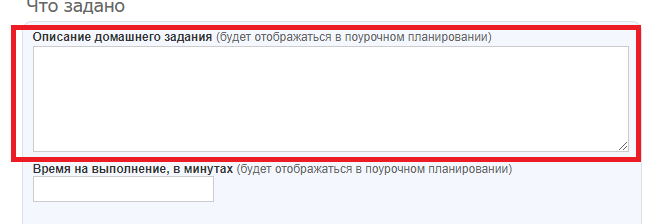 Что задано
Описание домашнего задания (будет отображаться в поурочном планировании)
Время на выполнение, в минутах (будет отображаться в поурочном планировании)